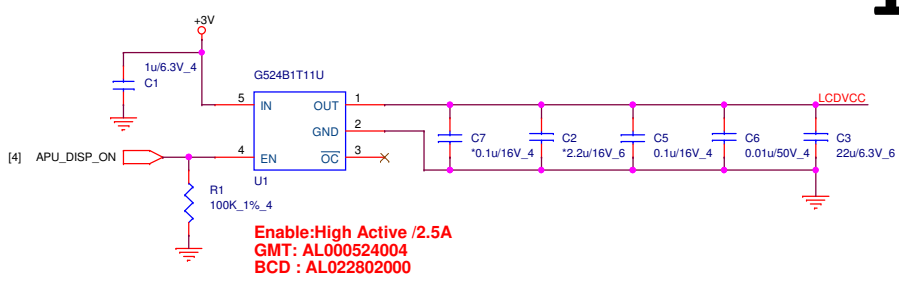 +3V
1u/6.3V_4
C1
G524B1T11U
5
IN
OUT
1
GND
2
4
EN
OC
3
U1
[4]
APU_DISP_ON
R1
100K_1%_4
LCDVCC
C7
*0.1u/16V_4
C2
*2.2u/16V_6
C5
0.1u/16V_4
C6
0.01u/50V_4
C3
22u/6.3V_6
Enable:High Active /2.5A
GMT: AL000524004
BCD : AL022802000